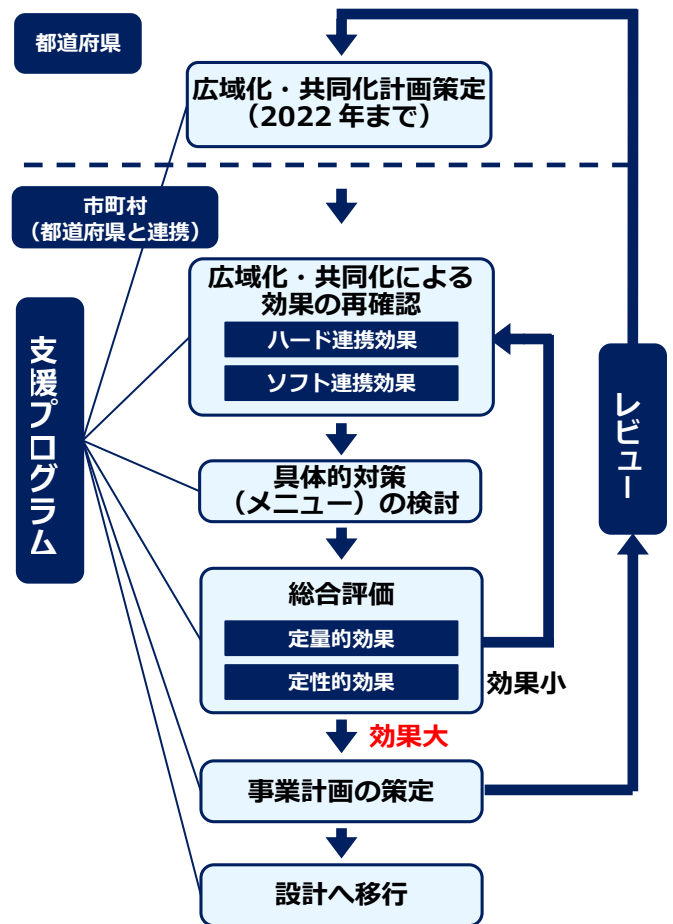 都道府県
広域化・共同化計画策定
（2022 年まで）
市町村
（都道府県と連携）
広域化・共同化による
効果の再確認
ハード連携効果
ソフト連携効果
支援プログラム
レビュー
具体的対策
（メニュー）の検討
総合評価
定量的効果
定性的効果
効果小
効果大
事業計画の策定
設計へ移行